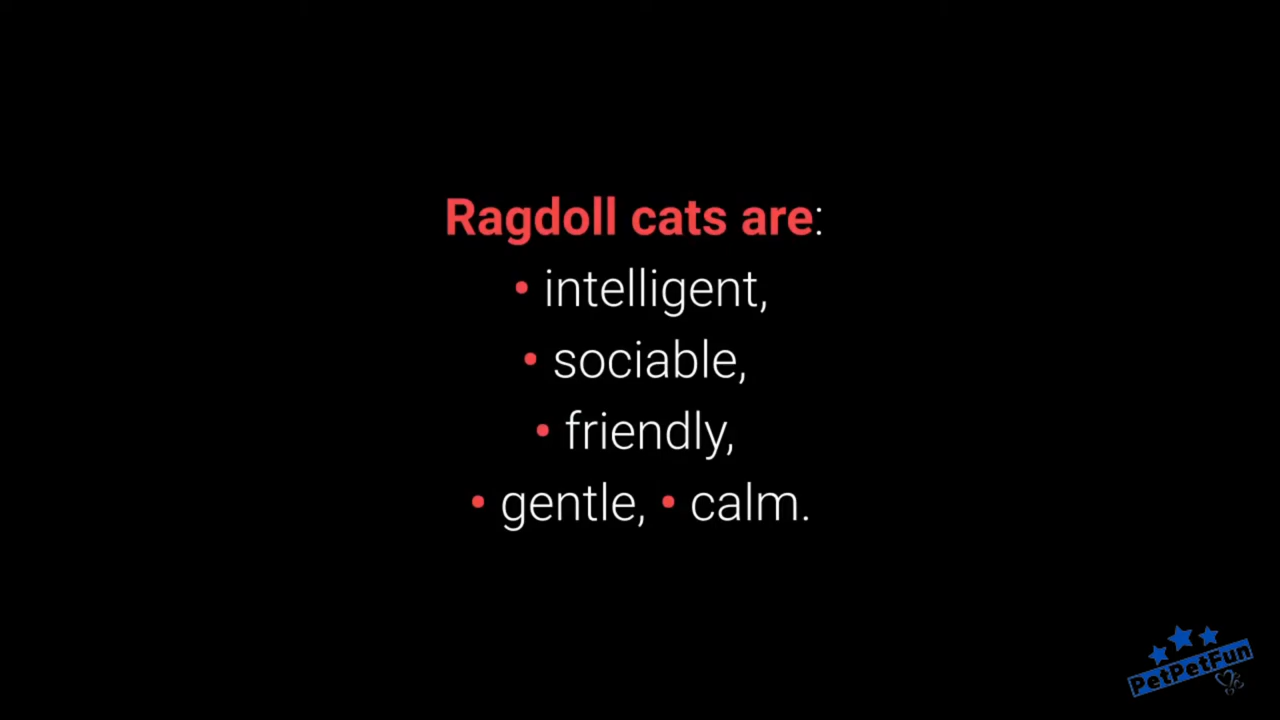 Ragdoll cats are:
• intelligent,
• sociable,
• friendly,
• gentle, • calm.
PetPetFun